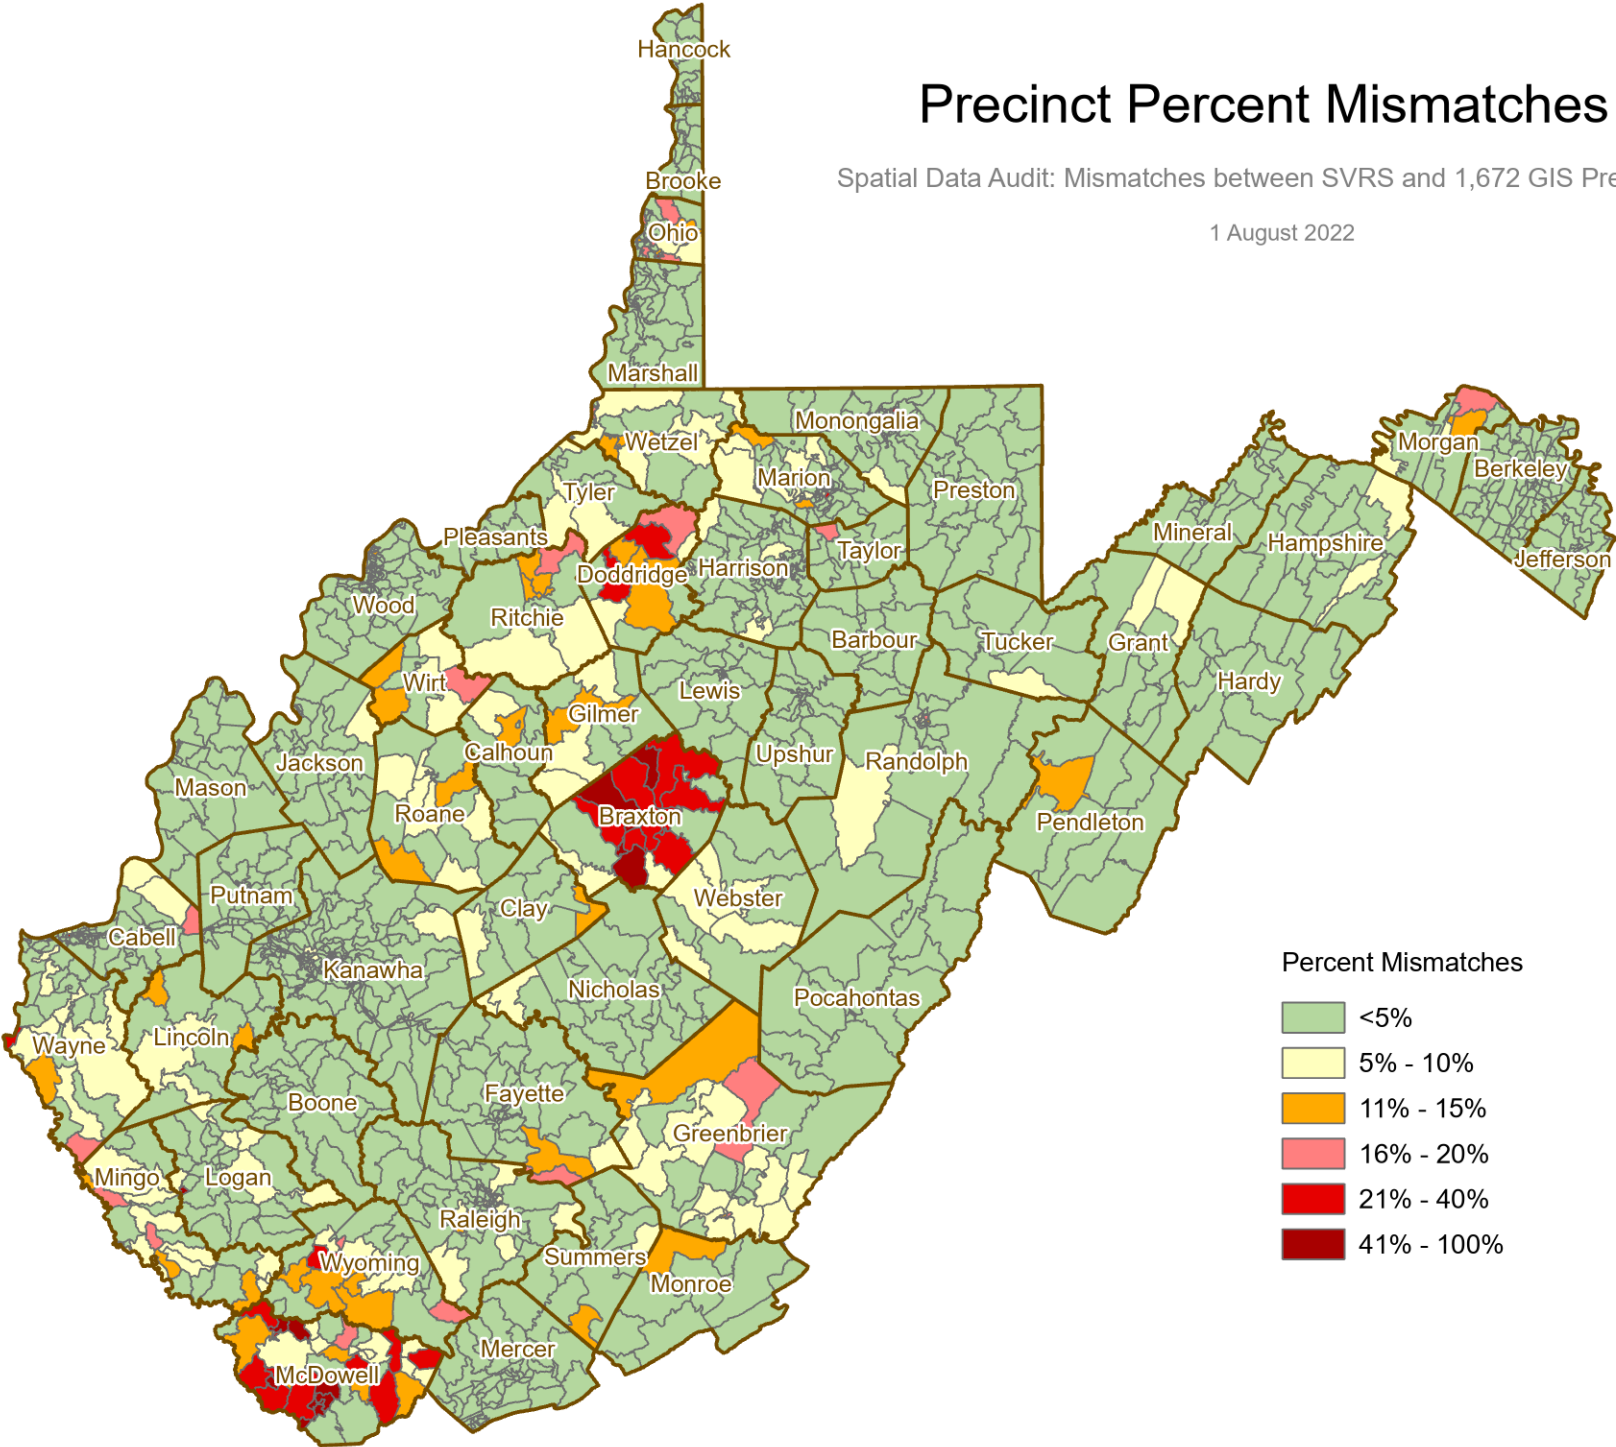 Hancock
Precinct Percent Mismatches
Spatial Data Audit: Mismatches between SVRS and 1,672 GIS Pre
Brooke
1 August 2022
Ohio
Marshall
Monongalia
Wetzel
Morgan
Berkeley
Marion
Tyler
Preston
Mineral
Pleasants
Hampshire
Taylor
Jefferson
Harrison
Doddridge
Wood
Ritchie
Barbour
Tucker
Grant
Wirt
Lewis
Hardy
Gilmer
Calhoun
Upshur
Randolph
Jackson
Mason
Roane
Braxton
Pendleton
Putnam
Webster
Clay
Cabell
Kanawha
Percent Mismatches
Nicholas
Pocahontas
<5%
Lincoln
Wayne
5% - 10%
Fayette
Boone
11% - 15%
Greenbrier
16% - 20%
Mingo
Logan
21% - 40%
Raleigh
41% - 100%
Summers
Wyoming
Monroe
Mercer
McDowell